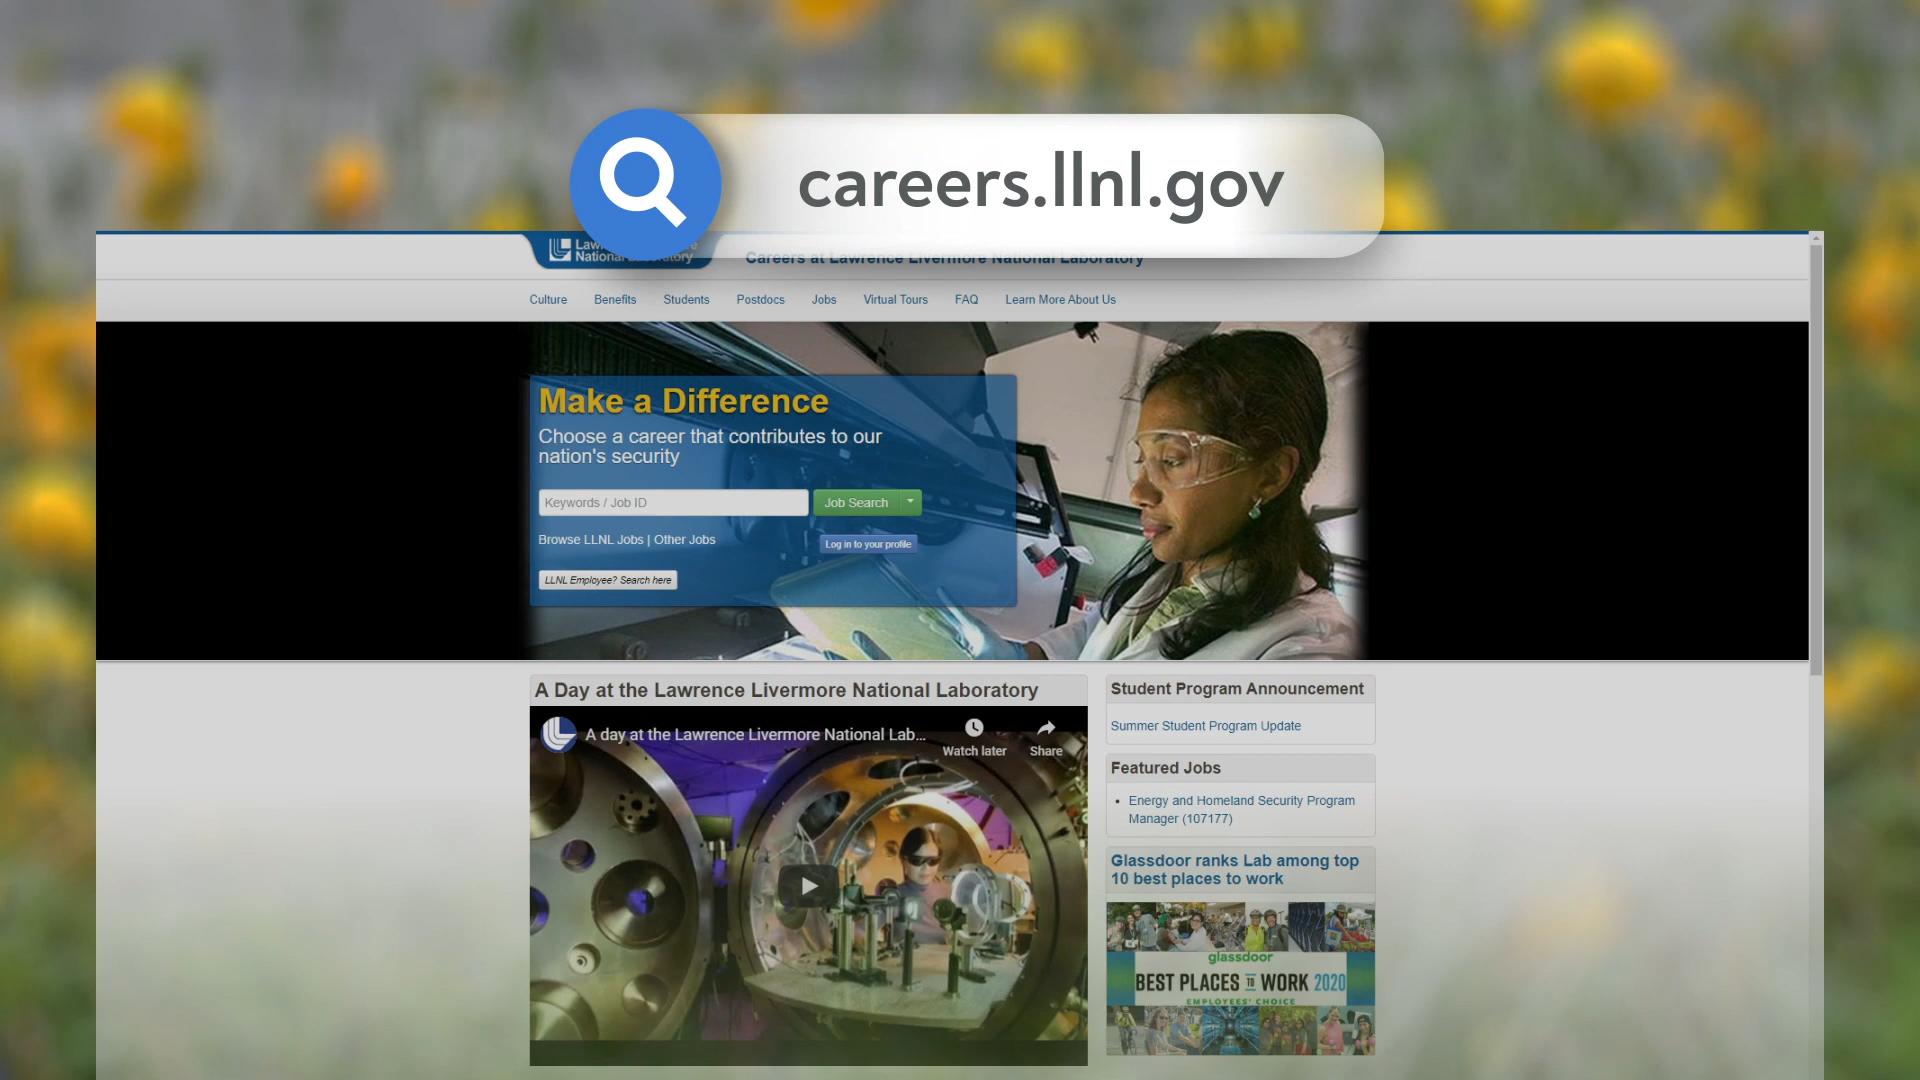 careers.llnl.gov
National Laboratory
Careers at Lawrence Livermore National Laboratory
Culture Benefits Students Postdocs Jobs Virtual Tours FAQ Learn More About Us
Make a Difference
Choose a career that contributes to our
nation's security
Keywords / Job ID Job Search
Browse LLNL Jobs | Other Jobs Log in to your profile
LLNL Employee? Search here
A Day at the Lawrence Livermore National Laboratory
A day at the Lawrence Livermore National Lab...
Watch later Share
Student Program Announcement
Summer Student Program Update
Featured Jobs
• Energy and Homeland Security Program
Manager (107177)
Glassdoor ranks Lab among top
10 best places to work
glassdoor
BEST PLACES TO WORK 2020
EMPLOYEES' CHOICE